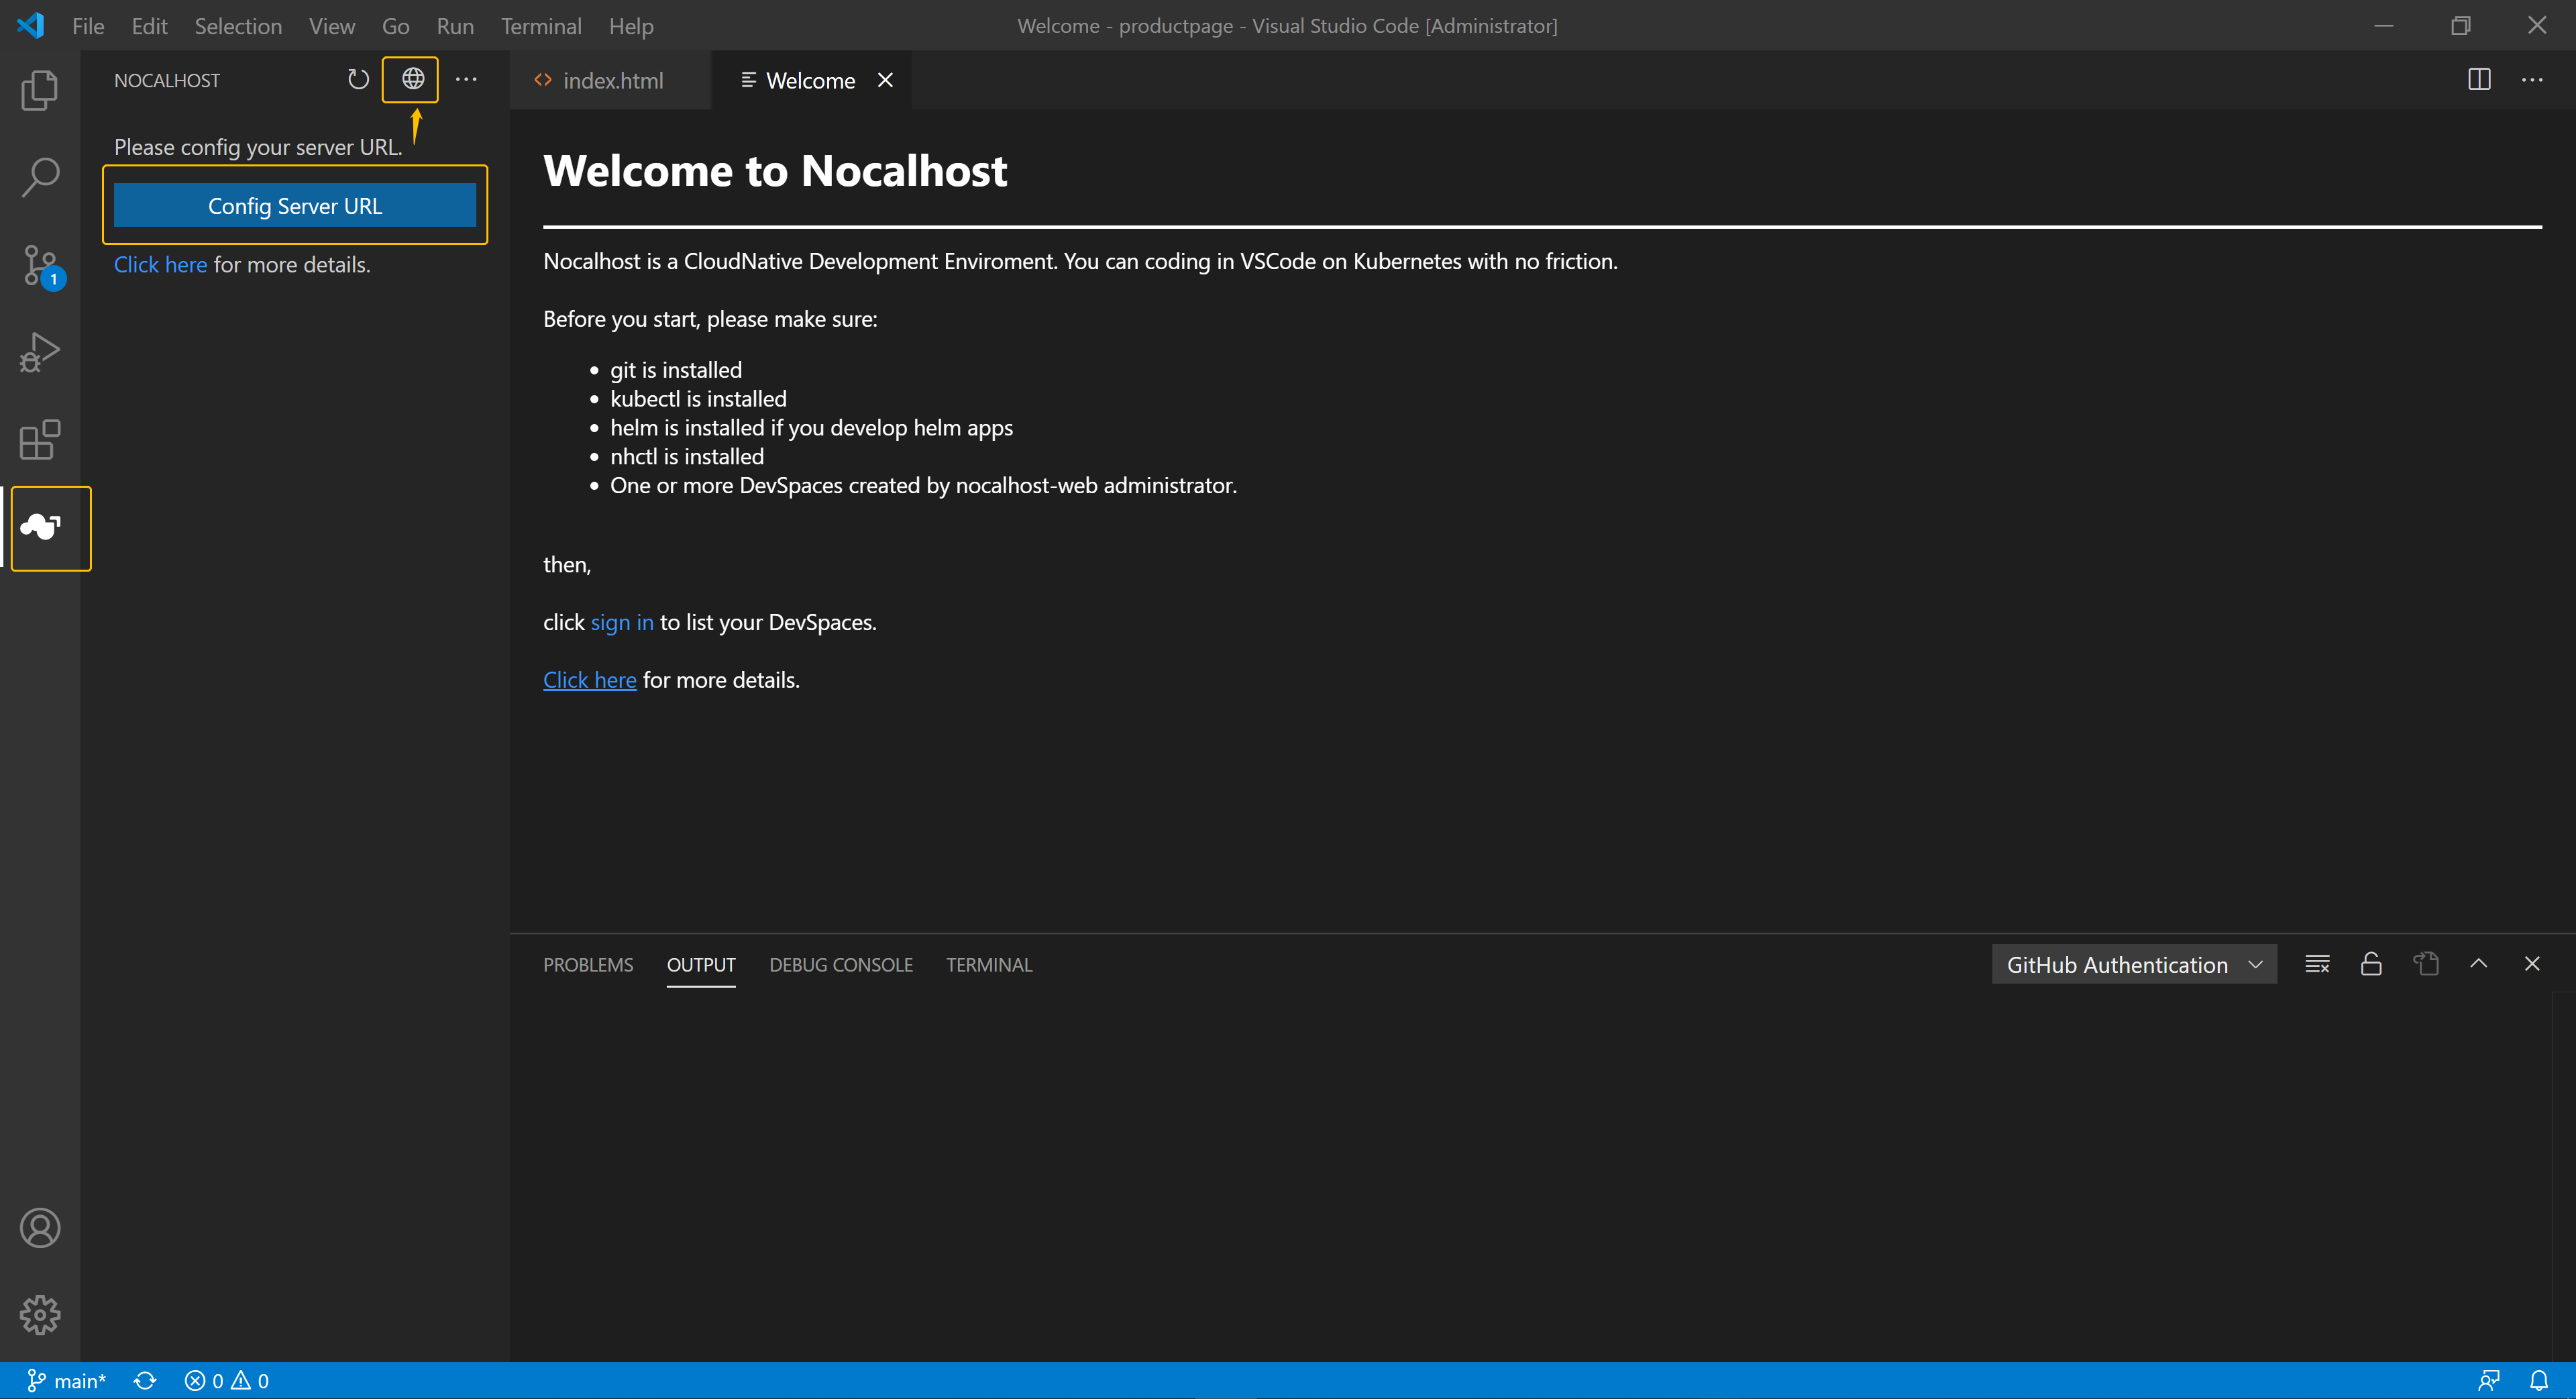 File Edit Selection View Go Run Terminal Help
Welcome - productpage - Visual Studio Code [Administrator]
NOCALHOST
index.html
Welcome
Please config your server URL.
Config Server URL
Click here for more details.
1
Welcome to Nocalhost
Nocalhost is a CloudNative Development Enviroment. You can coding in VSCode on Kubernetes with no friction.
Before you start, please make sure:
git is installed
kubectl is installed
helm is installed if you develop helm apps
nhctl is installed
One or more DevSpaces created by nocalhost-web administrator.
then,
click sign in to list your DevSpaces.
Click here for more details.
PROBLEMS OUTPUT DEBUG CONSOLE TERMINAL
GitHub Authentication
main* 0 0